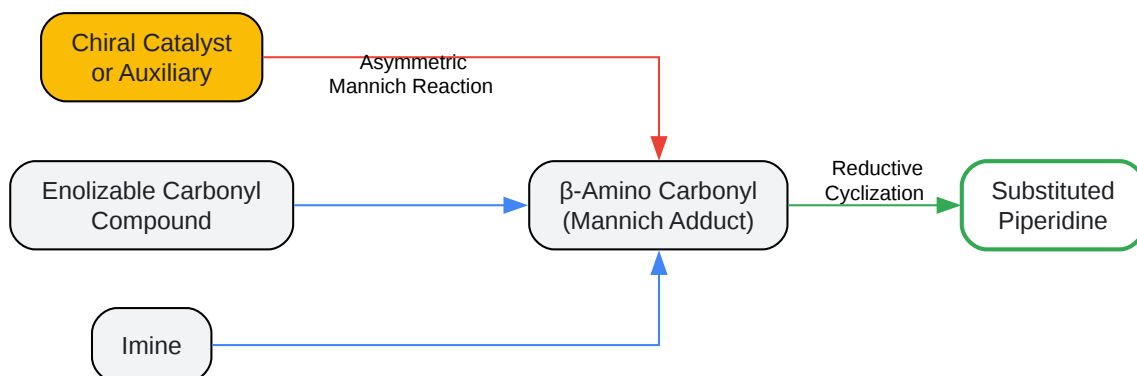 Chiral Catalyst
or Auxiliary
Asymmetric
Mannich Reaction
Enolizable Carbonyl
Compound
β-Amino Carbonyl
(Mannich Adduct)
Reductive
Cyclization
Substituted
Piperidine
Imine